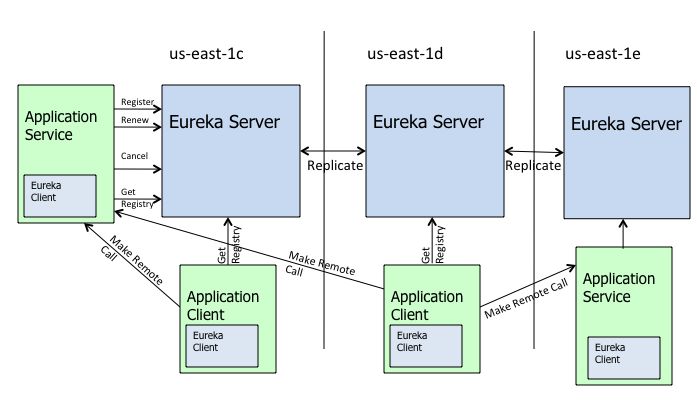 us-east-1c
us-east-1d
us-east-1e
Application
Service
Eureka
Client
Register
Renew
Cancel
Get
Registry
Eureka Server
Replicate
Eureka Server
Replicate
Eureka Server
Make Remote
Call
Get
Registry
Make Remote
Call
Get
Registry
Make Remote Call
Application
Client
Eureka
Client
Application
Client
Eureka
Client
Application
Service
Eureka
Client